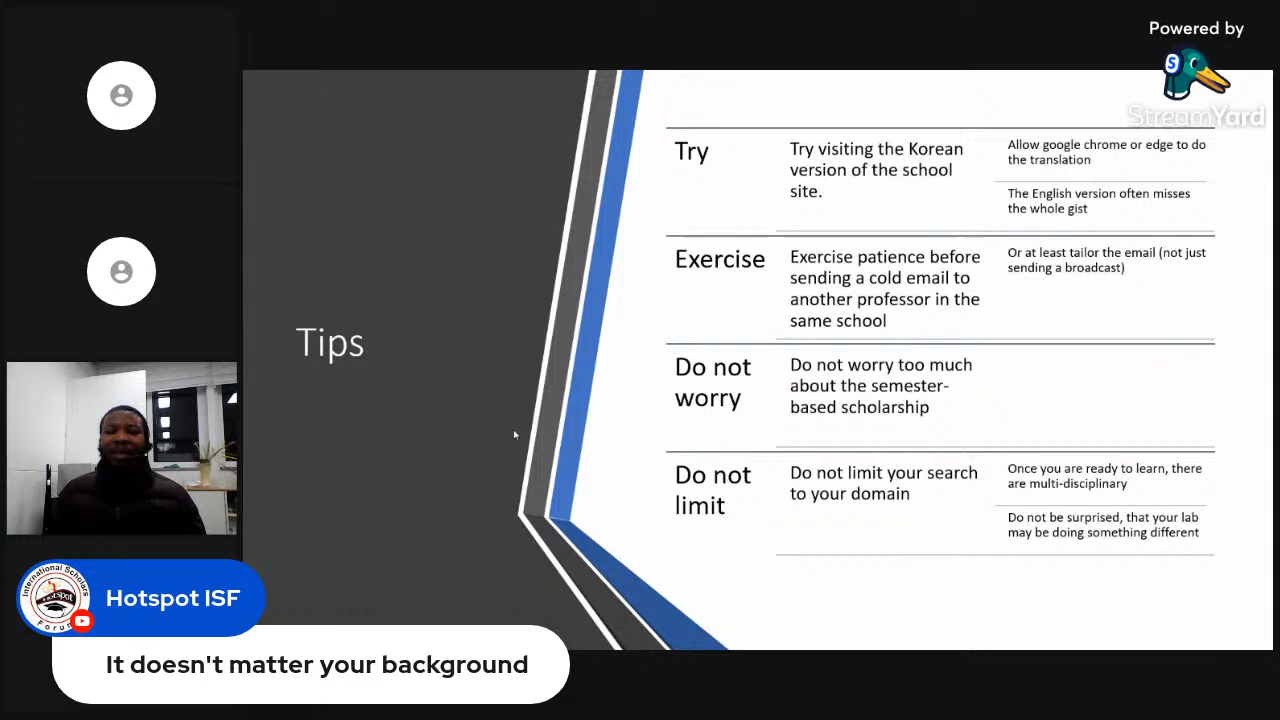 Powered by
StreamYard
Tips
Try
Try visiting the Korean
version of the school
site.
Allow google chrome or edge to do
the translation
The English version often misses
the whole gist
Exercise
Exercise patience before
sending a cold email to
another professor in the
same school
Or at least tailor the email (not just
sending a broadcast)
Do not
worry
Do not worry too much
about the semester-
based scholarship
Do not
limit
Do not limit your search
to your domain
Once you are ready to learn, there
are multi-disciplinary
Do not be surprised, that your lab
may be doing something different
International Scholars
HotSpot
Forum
Hotspot ISF
It doesn't matter your background